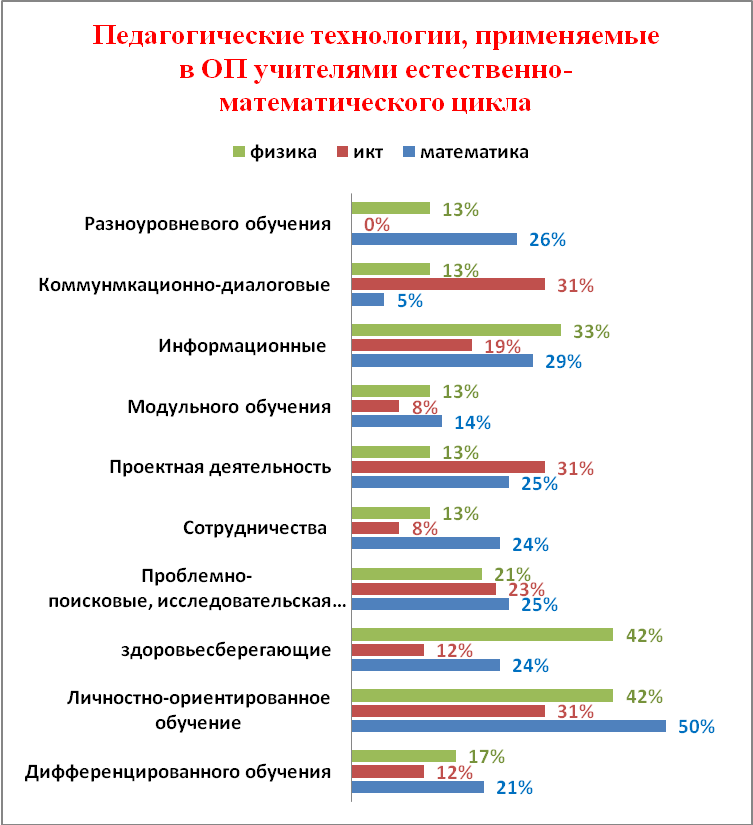 Педагогические технологии, применяемые
в ОП учителями естественно-
математического цикла
физика икт математика
Разноуровневого обучения
13%
0%
26%
Коммунмкационно-диалоговые
13%
31%
5%
Информационные
33%
19%
29%
Модульного обучения
13%
8%
14%
Проектная деятельность
13%
31%
25%
Сотрудничества
13%
8%
24%
Проблемно-
поисковые, исследовательская...
21%
23%
25%
здоровьесберегающие
42%
12%
24%
Личностно-ориентированное
обучение
42%
31%
50%
Дифференцированного обучения
17%
12%
21%